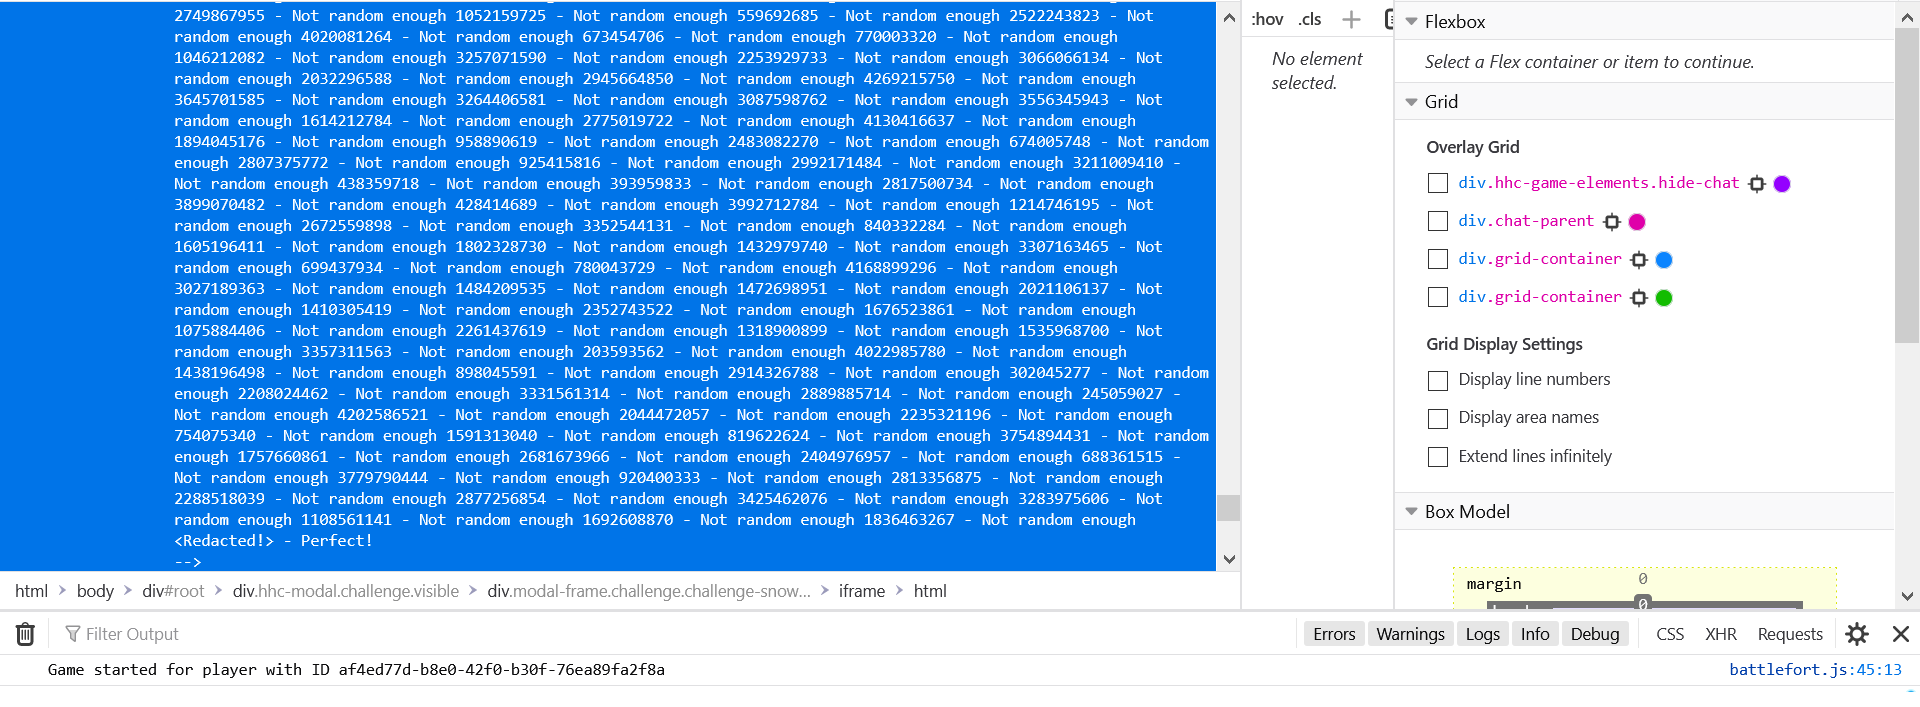 2749867955 - Not random enough 1052159725 - Not random enough 559692685 - Not random enough 2522243823 - Not
random enough 4020081264 - Not random enough 673454706 - Not random enough 770003320 - Not random enough
1046212082 - Not random enough 3257071590 - Not random enough 2253929733 - Not random enough 3066066134 - Not
random enough 2032296588 - Not random enough 2945664850 - Not random enough 4269215750 - Not random enough
3645701585 - Not random enough 3264406581 - Not random enough 3087598762 - Not random enough 3556345943 - Not
random enough 1614212784 - Not random enough 2775019722 - Not random enough 4130416637 - Not random enough
1894045176 - Not random enough 958890619 - Not random enough 2483082270 - Not random enough 674005748 - Not random
enough 2807375772 - Not random enough 925415816 - Not random enough 2992171484 - Not random enough 3211009410 -
Not random enough 438359718 - Not random enough 393959833 - Not random enough 2817500734 - Not random enough
3899070482 - Not random enough 428414689 - Not random enough 3992712784 - Not random enough 1214746195 - Not
random enough 2672559898 - Not random enough 3352544131 - Not random enough 840332284 - Not random enough
1605196411 - Not random enough 1802328730 - Not random enough 1432979740 - Not random enough 3307163465 - Not
random enough 699437934 - Not random enough 780043729 - Not random enough 4168899296 - Not random enough
3027189363 - Not random enough 1484209535 - Not random enough 1472698951 - Not random enough 2021106137 - Not
random enough 1410305419 - Not random enough 2352743522 - Not random enough 1676523861 - Not random enough
1075884406 - Not random enough 2261437619 - Not random enough 1318900899 - Not random enough 1535968700 - Not
random enough 3357311563 - Not random enough 203593562 - Not random enough 4022985780 - Not random enough
1438196498 - Not random enough 898045591 - Not random enough 2914326788 - Not random enough 302045277 - Not random
enough 2208024462 - Not random enough 3331561314 - Not random enough 2889885714 - Not random enough 245059027 -
Not random enough 4202586521 - Not random enough 2044472057 - Not random enough 2235321196 - Not random enough
754075340 - Not random enough 1591313040 - Not random enough 819622624 - Not random enough 3754894431 - Not random
enough 1757660861 - Not random enough 2681673966 - Not random enough 2404976957 - Not random enough 688361515 -
Not random enough 3779790444 - Not random enough 920400333 - Not random enough 2813356875 - Not random enough
2288518039 - Not random enough 2877256854 - Not random enough 3425462076 - Not random enough 3283975606 - Not
random enough 1108561141 - Not random enough 1692608870 - Not random enough 1836463267 - Not random enough
<Redacted!> - Perfect!
-->
html body div#root div.hhc-modal.challenge.visible div.modal-frame.challenge.challenge-snow... iframe html
:hov .cls +
No element
selected.
Flexbox
Select a Flex container or item to continue.
Grid
Overlay Grid
div.hhc-game-elements.hide-chat
div.chat-parent
div.grid-container
div.grid-container
Grid Display Settings
Display line numbers
Display area names
Extend lines infinitely
Box Model
margin 0
0
Filter Output Errors Warnings Logs Info Debug CSS XHR Requests
Game started for player with ID af4ed77d-b8e0-42f0-b30f-76ea89fa2f8a battlefort.js:45:13